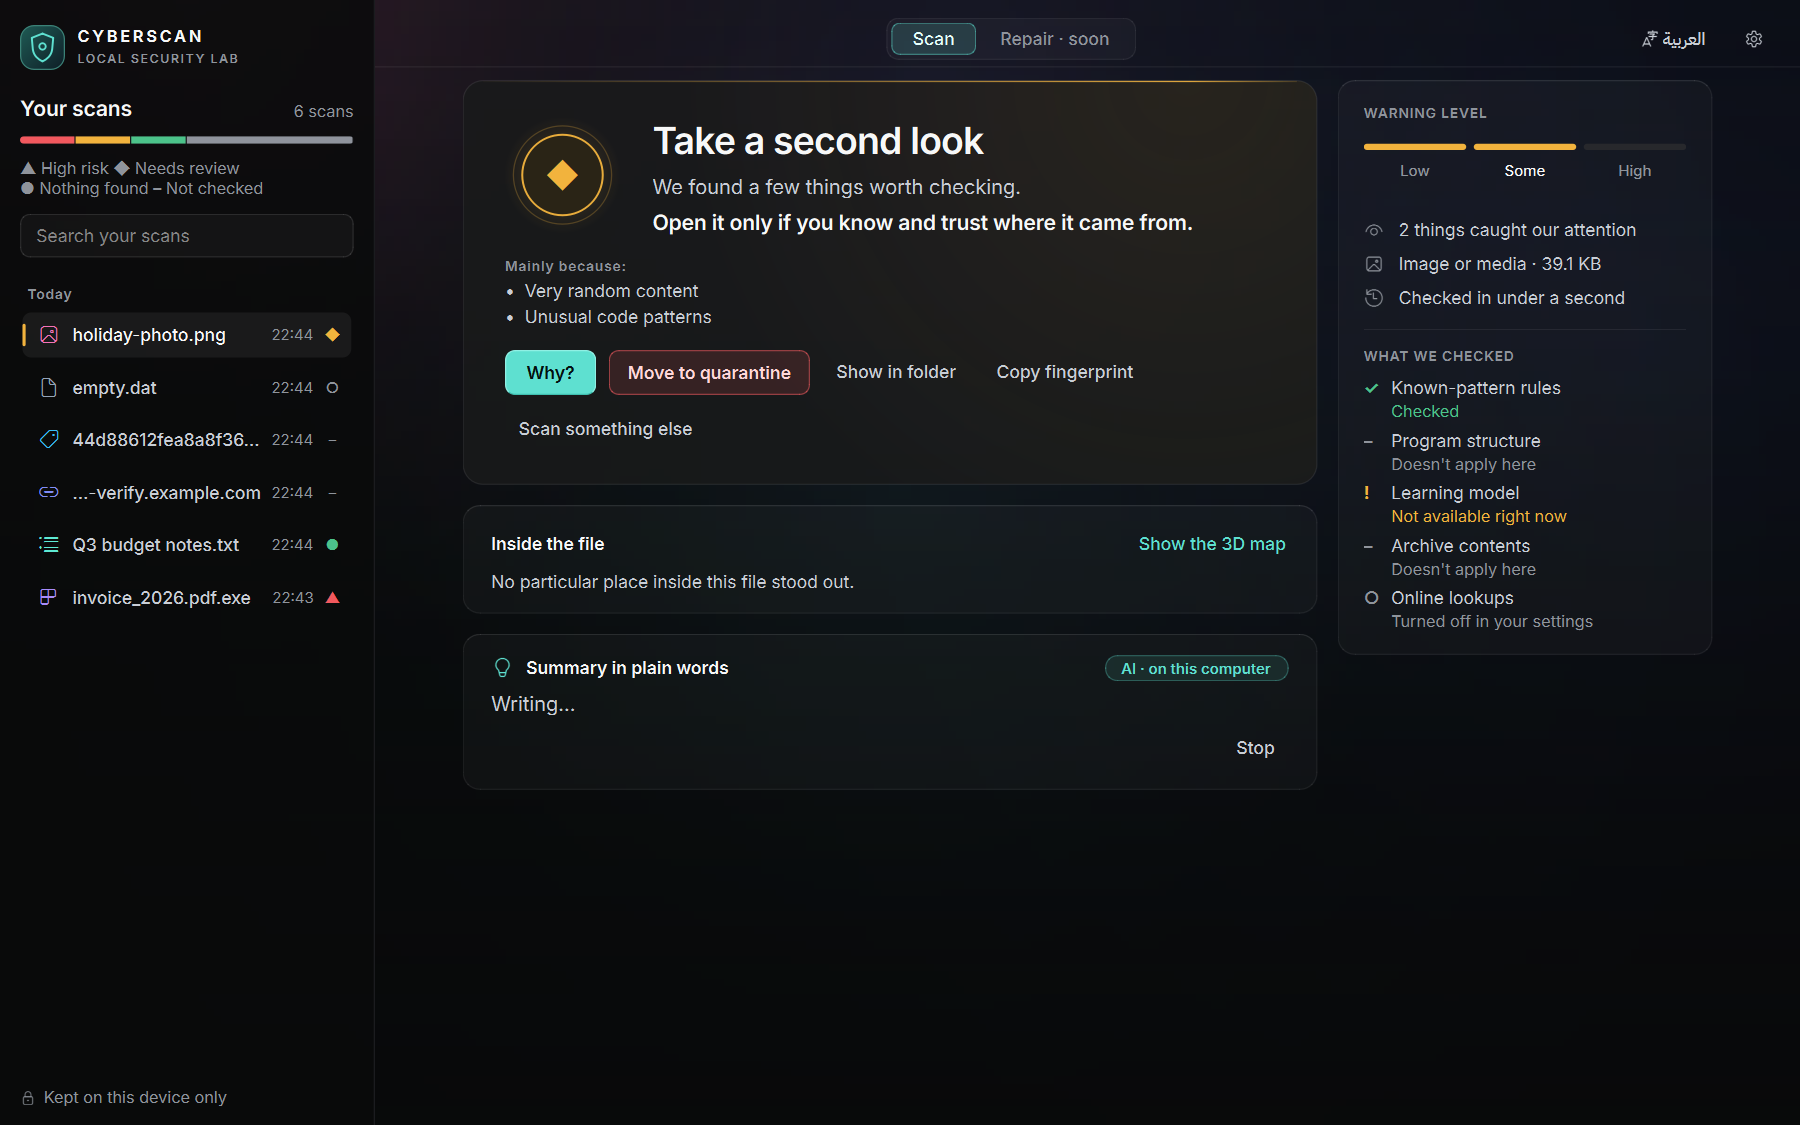 CYBERSCAN
LOCAL SECURITY LAB
Your scans
6 scans
High risk
Needs review
Nothing found – Not checked
Search your scans
Today
holiday-photo.png 22:44
empty.dat 22:44
44d88612fea8a8f36... 22:44 –
...-verify.example.com 22:44 –
Q3 budget notes.txt 22:44
invoice_2026.pdf.exe 22:43
Kept on this device only
Scan
Repair · soon
العربية
Take a second look
We found a few things worth checking.
Open it only if you know and trust where it came from.
Mainly because:
• Very random content
• Unusual code patterns
Why?
Move to quarantine
Show in folder
Copy fingerprint
Scan something else
Inside the file
Show the 3D map
No particular place inside this file stood out.
Summary in plain words
AI · on this computer
Writing...
Stop
WARNING LEVEL
Low
Some
High
2 things caught our attention
Image or media · 39.1 KB
Checked in under a second
WHAT WE CHECKED
Known-pattern rules
Checked
– Program structure
Doesn't apply here
! Learning model
Not available right now
– Archive contents
Doesn't apply here
Online lookups
Turned off in your settings